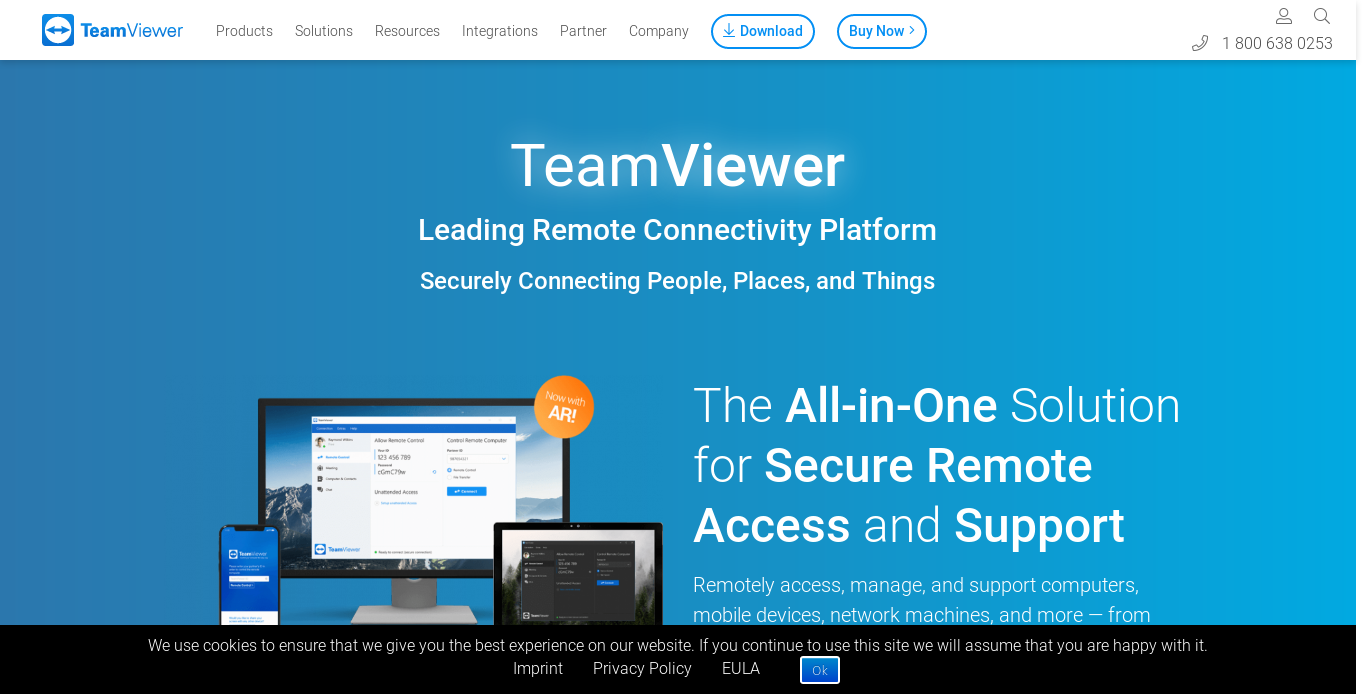 TeamViewer
Products
Solutions
Resources
Integrations
Partner
Company
Download
Buy Now
1 800 638 0253
TeamViewer
Leading Remote Connectivity Platform
Securely Connecting People, Places, and Things
Now with
AR!
Allow Remote Control
Control Remote Computer
123 456 789
cGmC79w
Unattended Access
Connect
TeamViewer
TeamViewer
The All-in-One Solution
for Secure Remote
Access and Support
Remotely access, manage, and support computers,
mobile devices, network machines, and more — from
We use cookies to ensure that we give you the best experience on our website. If you continue to use this site we will assume that you are happy with it.
Imprint
Privacy Policy
EULA
Ok